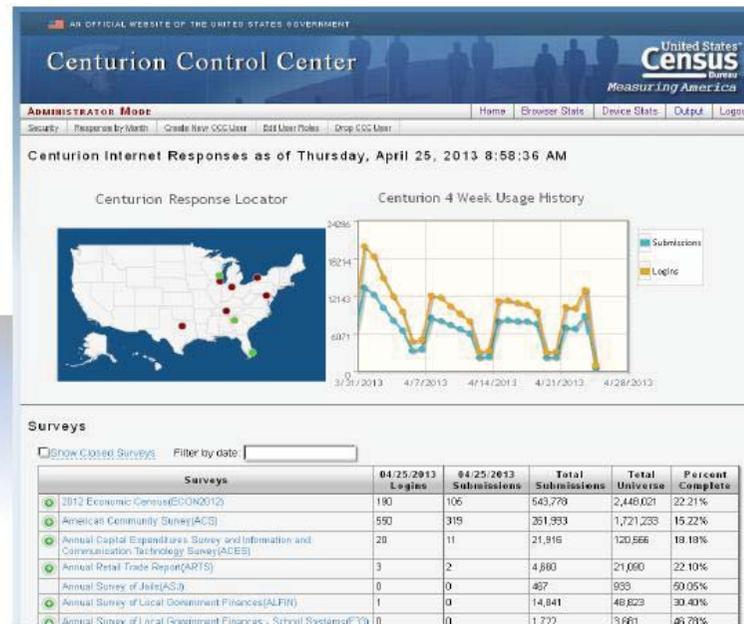 AN OFFICIAL WEBSITE OF THE UNITED STATES GOVERNMENT
Centurion Control Center
United States™
Census
Bureau
Measuring America
ADMINISTRATOR MODE
Home Browser Stats Device Stats Output Logou
Security Response by Month Create New CCC User Edit User Roles Drop CCC User
Centurion Internet Responses as of Thursday, April 25, 2013 8:58:36 AM
Centurion Response Locator
Centurion 4 Week Usage History
24286
18214
12143
6071
0
3/31/2013 4/7/2013 4/14/2013 4/21/2013 4/28/2013
Submissions
Logins
Surveys
Show Closed Surveys Filter by date:
Surveys 04/25/2013 Logins 04/25/2013 Submissions Total Submissions Total Universe Percent Complete
2012 Economic Census(ECON2012) 190 106 543,778 2,448,021 22.21%
American Community Survey(ACS) 550 319 261,993 1,721,233 15.22%
Annual Capital Expenditures Survey and Information and
Communication Technology Survey(ACES) 20 11 21,916 120,566 18.18%
Annual Retail Trade Report(ARTS) 3 2 4,660 21,090 22.10%
Annual Survey of Jails(ASJ) 0 0 467 933 50.05%
Annual Survey of Local Government Finances(ALFIN) 1 0 14,841 48,823 30.40%
Annual Survey of Local Government Finances - School Systems(F33) 0 0 1,722 3,681 46.78%